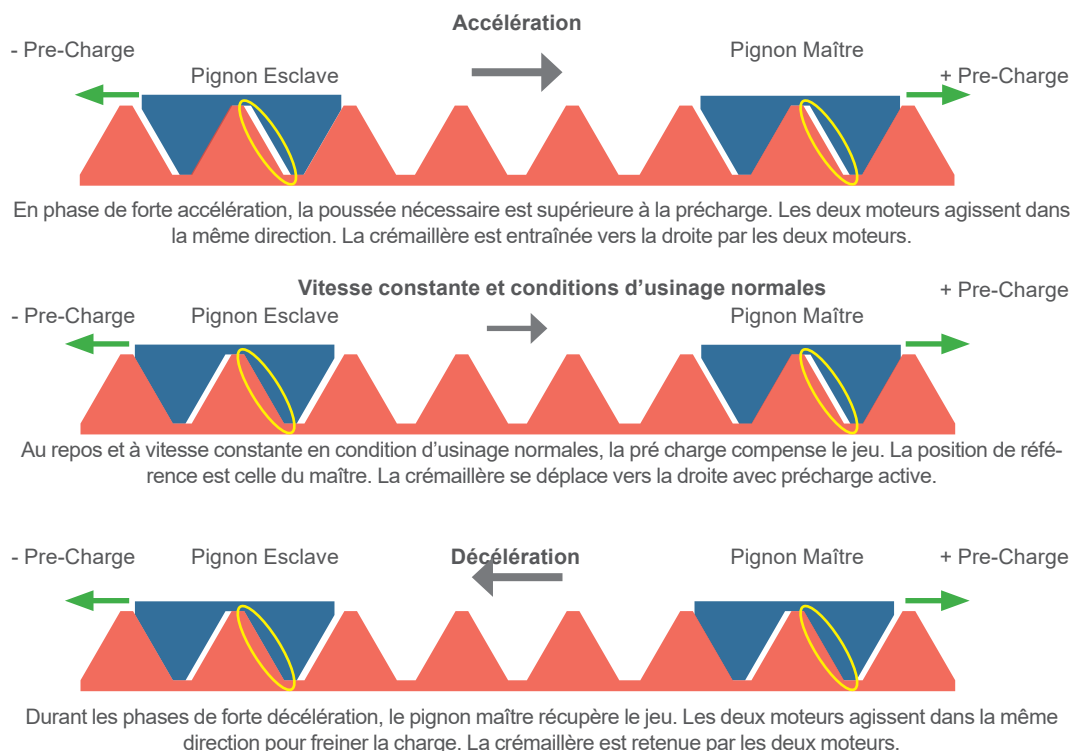 Accélération
- Pre-Charge
Pignon Esclave
Pignon Maître
+ Pre-Charge
En phase de forte accélération, la poussée nécessaire est supérieure à la précharge. Les deux moteurs agissent dans
la même direction. La crémaillère est entraînée vers la droite par les deux moteurs.
Vitesse constante et conditions d’usinage normales
+ Pre-Charge
- Pre-Charge
Pignon Esclave
Pignon Maître
Au repos et à vitesse constante en condition d’usinage normales, la pré charge compense le jeu. La position de réfé-
rence est celle du maître. La crémaillère se déplace vers la droite avec précharge active.
- Pre-Charge
Pignon Esclave
Décélération
Pignon Maître
+ Pre-Charge
Durant les phases de forte décélération, le pignon maître récupère le jeu. Les deux moteurs agissent dans la même
direction pour freiner la charge. La crémaillère est retenue par les deux moteurs.